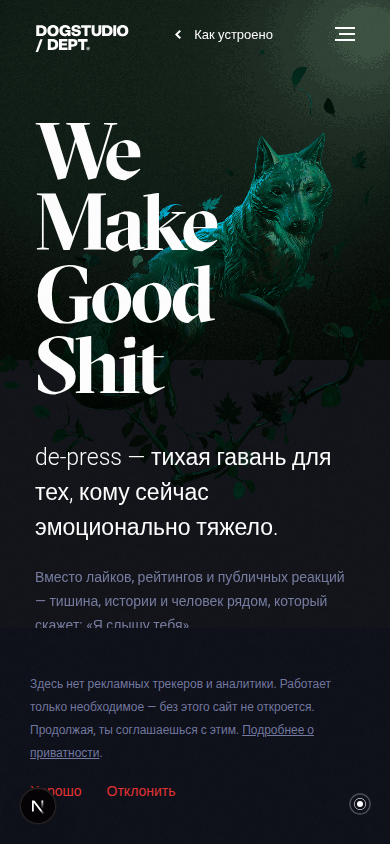 DOGSTUDIO
/ DEPT.
Как устроено
We
Make
Good
Shit
de-press — тихая гавань для
тех, кому сейчас
эмоционально тяжело.
Вместо лайков, рейтингов и публичных реакций
— тишина, истории и человек рядом, который
скажет: «Я слышу тебя».
Здесь нет рекламных трекеров и аналитики. Работает
только необходимое — без этого сайт не откроется.
Продолжая, ты соглашаешься с этим. Подробнее о
приватности.
Хорошо Отклонить
N